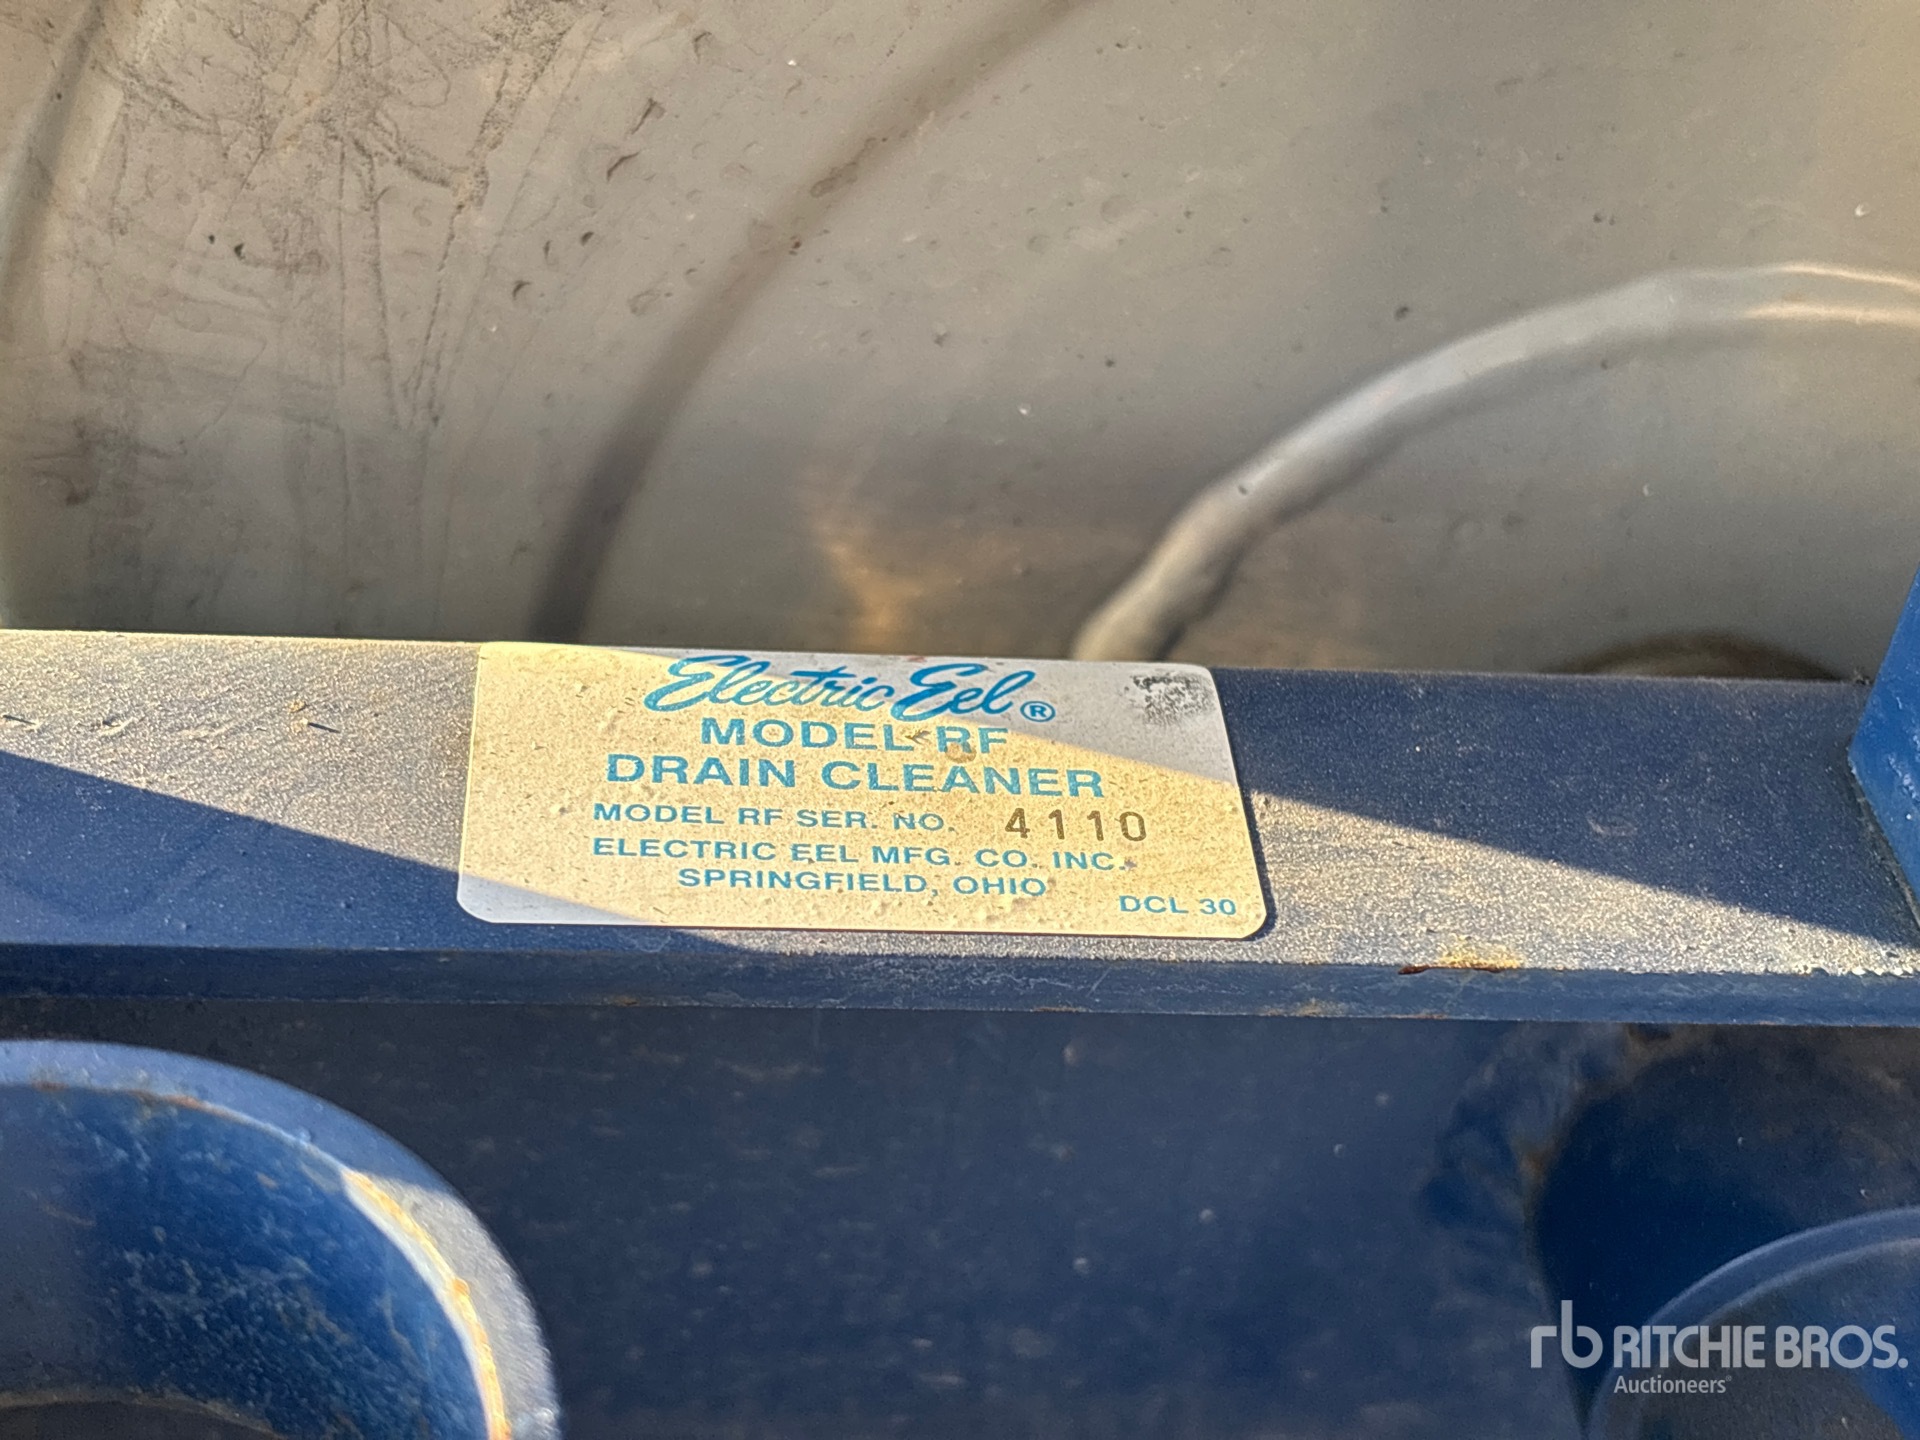 Electric Eel®
MODEL RF
DRAIN CLEANER
MODEL RF SER. NO. 4110
ELECTRIC EEL MFG. CO. INC.
SPRINGFIELD, OHIO
DCL 30
rb RITCHIE BROS.
Auctioneers®